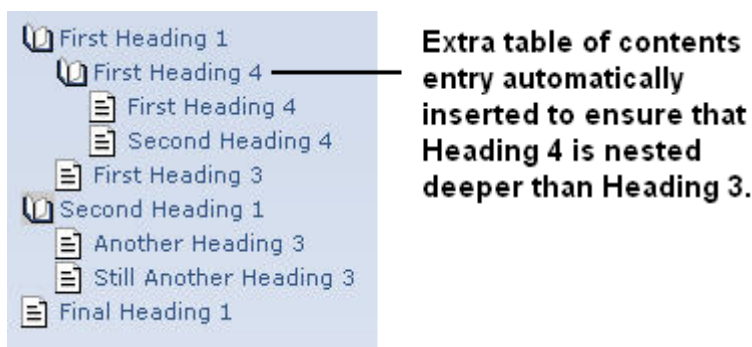 First Heading 1
First Heading 4
First Heading 4
Second Heading 4
First Heading 3
Second Heading 1
Another Heading 3
Still Another Heading 3
Final Heading 1
Extra table of contents
entry automatically
inserted to ensure that
Heading 4 is nested
deeper than Heading 3.